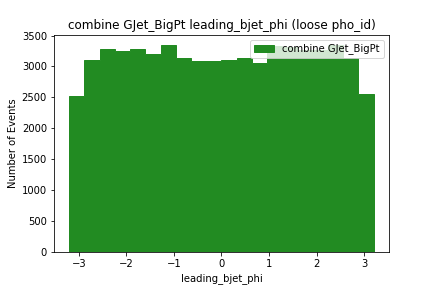 combine GJet_BigPt leading_bjet_phi (loose pho_id)
combine GJet_BigPt
3500
3000
2500
2000
1500
1000
500
0
Number of Events
−3 −2 −1 0 1 2 3
leading_bjet_phi